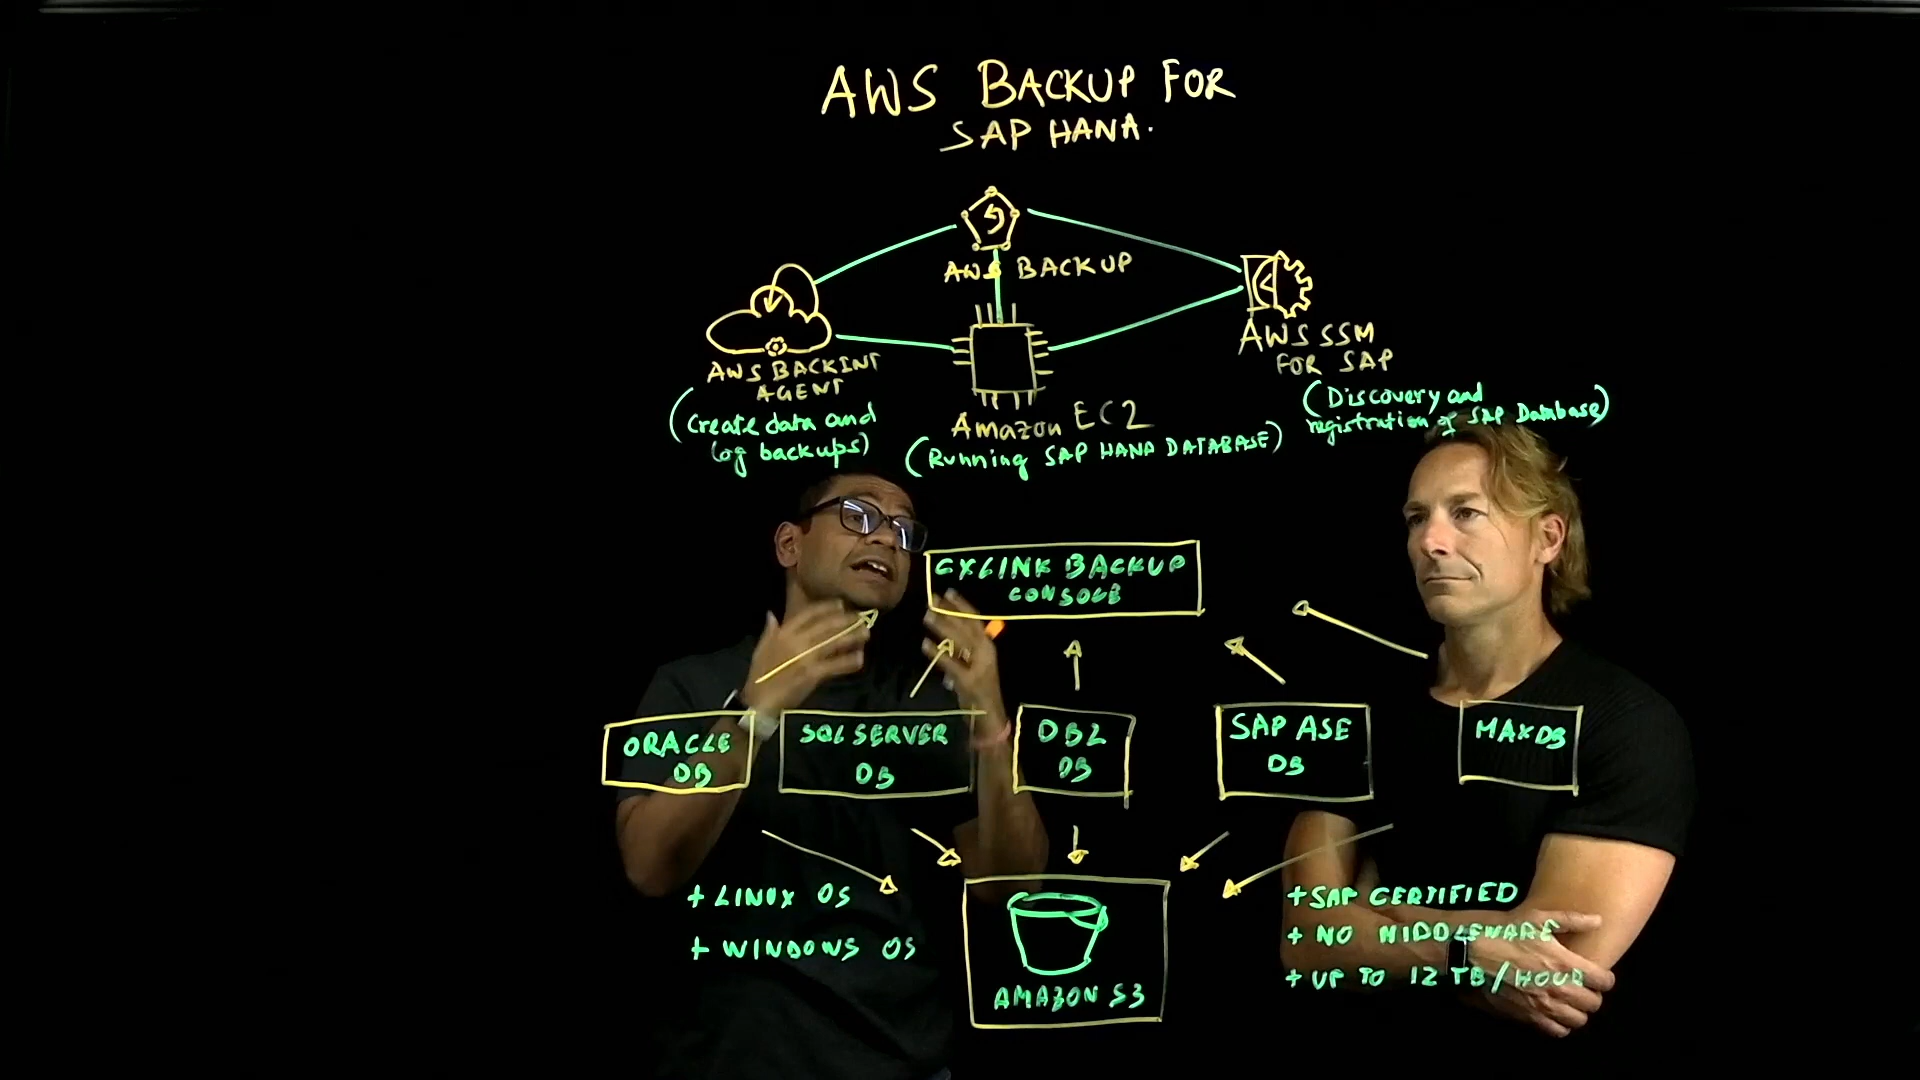 AWS BACKUP FOR
SAP HANA.
AWS BACKUP
AWS BACKINT
AGENT
(Create data and
log backups)
Amazon EC2
(Running SAP HANA DATABASE)
AWS SSM
FOR SAP
(Discovery and
registration of SAP Database)
CXLINK BACKUP
CONSOLE
ORACLE
DB
SQL SERVER
DB
DB2
DB
SAP ASE
DB
MAXDB
+ LINUX OS
+ WINDOWS OS
AMAZON S3
+ SAP CERTIFIED
+ NO MIDDLEWARE
+ UP TO 12 TB/HOUR